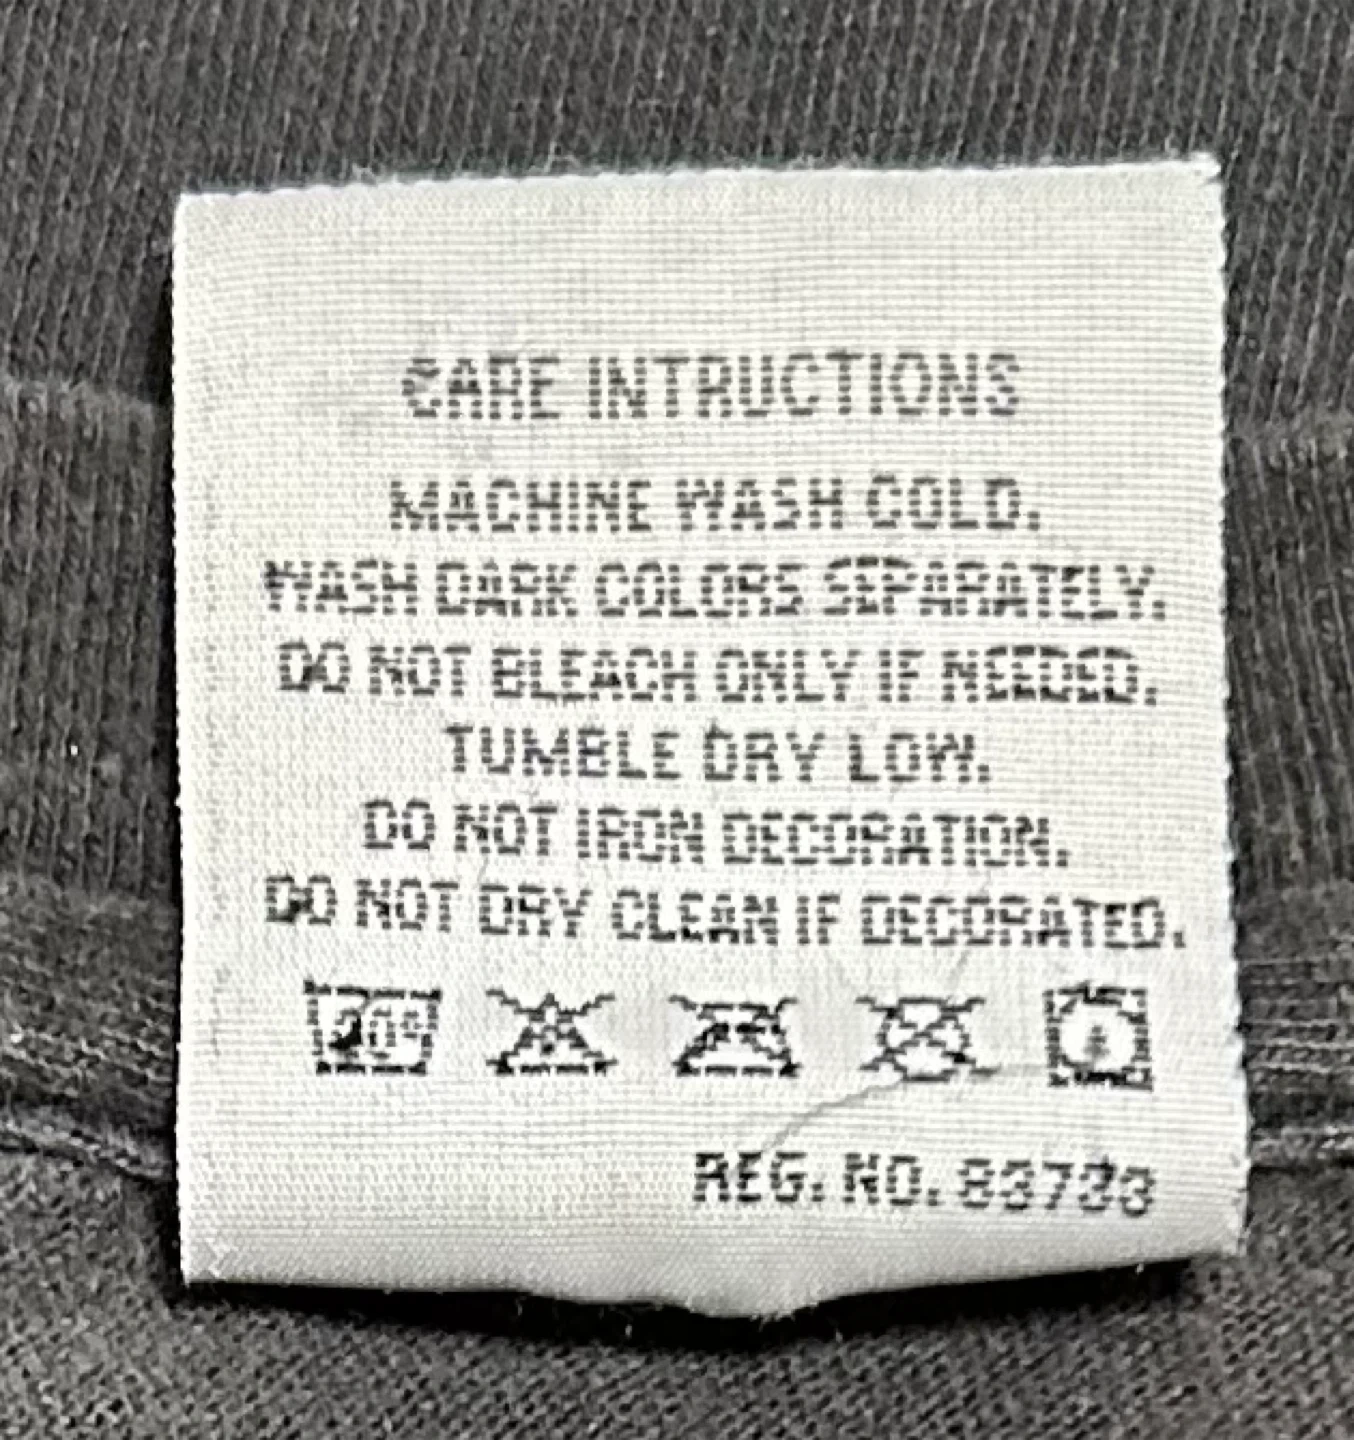 CARE INTRUCTIONS
MACHINE WASH COLD.
WASH DARK COLORS SEPARATELY.
DO NOT BLEACH ONLY IF NEEDED.
TUMBLE DRY LOW.
DO NOT IRON DECORATION.
DO NOT DRY CLEAN IF DECORATED.
REG. NO. 83733